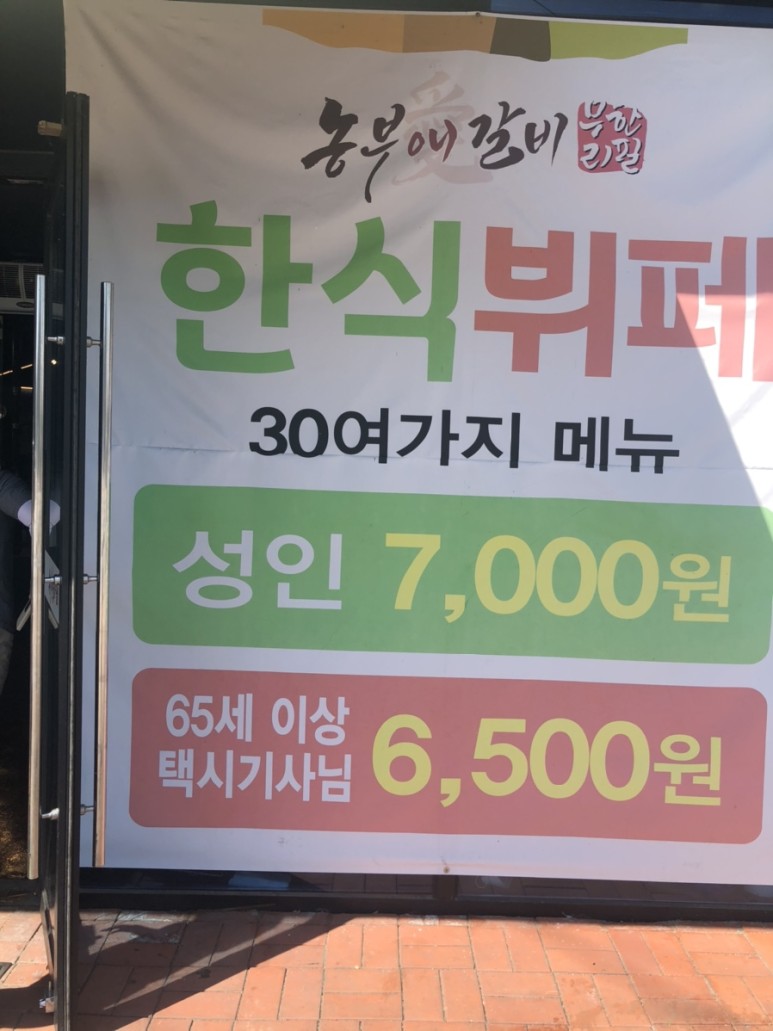 농부애 갈비 무한리필
愛
한식뷔페
30여가지 메뉴
성인 7,000원
65세 이상
택시기사님 6,500원